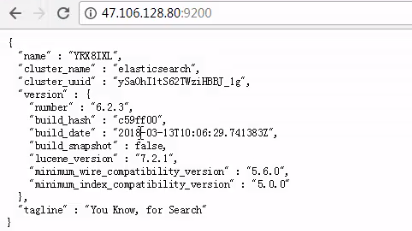 47.106.128.80:9200
{
"name" : "YRX8IXL",
"cluster_name" : "elasticsearch",
"cluster_uuid" : "ySaOhI1tS62TWziHBBJ_1g",
"version" : {
"number" : "6.2.3",
"build_hash" : "c59ff00",
"build_date" : "2018-03-13T10:06:29.741383Z",
"build_snapshot" : false,
"lucene_version" : "7.2.1",
"minimum_wire_compatibility_version" : "5.6.0",
"minimum_index_compatibility_version" : "5.0.0"
},
"tagline" : "You Know, for Search"
}